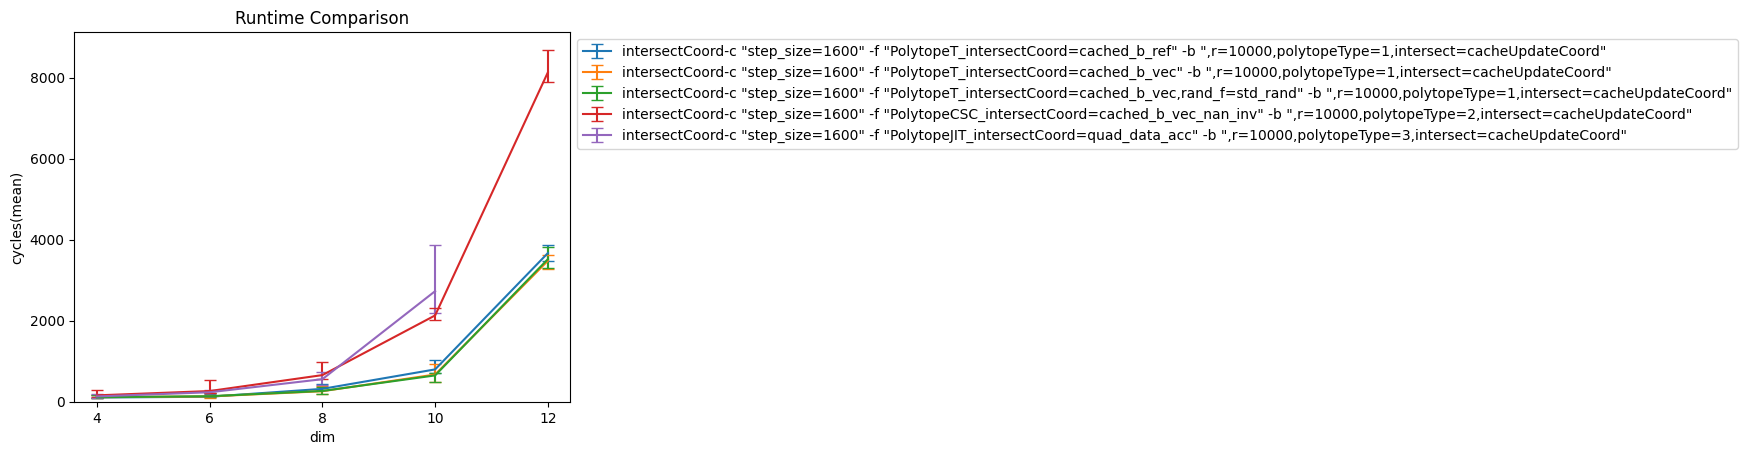 Runtime Comparison
cycles(mean)
8000
6000
4000
2000
0
4 6 8 10 12
dim
intersectCoord-c "step_size=1600" -f "PolytopeT_intersectCoord=cached_b_ref" -b ",r=10000,polytopeType=1,intersect=cacheUpdateCoord"
intersectCoord-c "step_size=1600" -f "PolytopeT_intersectCoord=cached_b_vec" -b ",r=10000,polytopeType=1,intersect=cacheUpdateCoord"
intersectCoord-c "step_size=1600" -f "PolytopeT_intersectCoord=cached_b_vec,rand_f=std_rand" -b ",r=10000,polytopeType=1,intersect=cacheUpdateCoord"
intersectCoord-c "step_size=1600" -f "PolytopeCSC_intersectCoord=cached_b_vec_nan_inv" -b ",r=10000,polytopeType=2,intersect=cacheUpdateCoord"
intersectCoord-c "step_size=1600" -f "PolytopeJIT_intersectCoord=quad_data_acc" -b ",r=10000,polytopeType=3,intersect=cacheUpdateCoord"